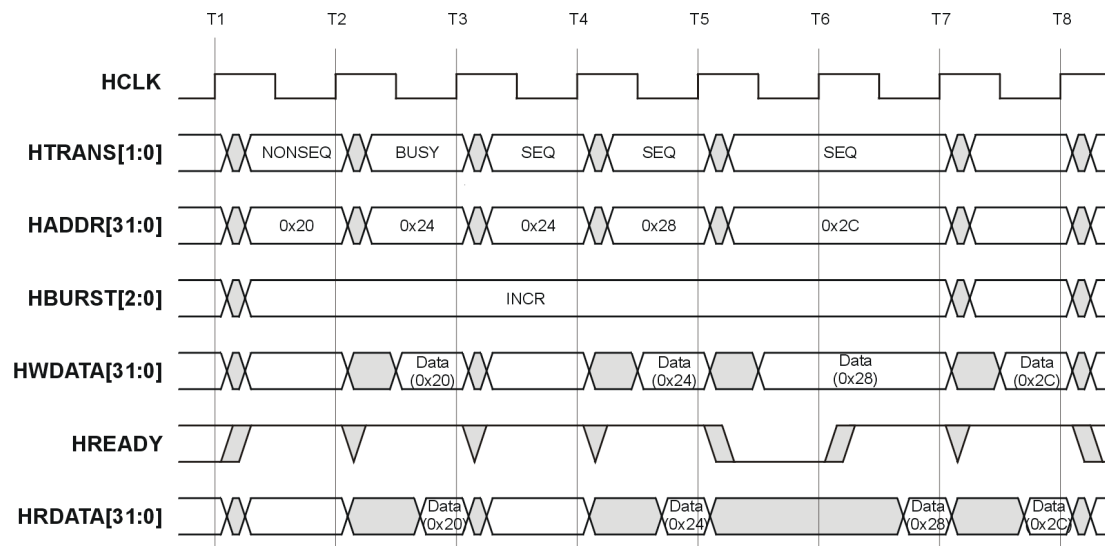 T1 T2 T3 T4 T5 T6 T7 T8
HCLK
HTRANS[1:0] NONSEQ BUSY SEQ SEQ SEQ
HADDR[31:0] 0x20 0x24 0x24 0x28 0x2C
HBURST[2:0] INCR
HWDATA[31:0] Data (0x20) Data (0x24) Data (0x28) Data (0x2C)
HREADY
HRDATA[31:0] Data (0x20) Data (0x24) Data (0x28) Data (0x2C)